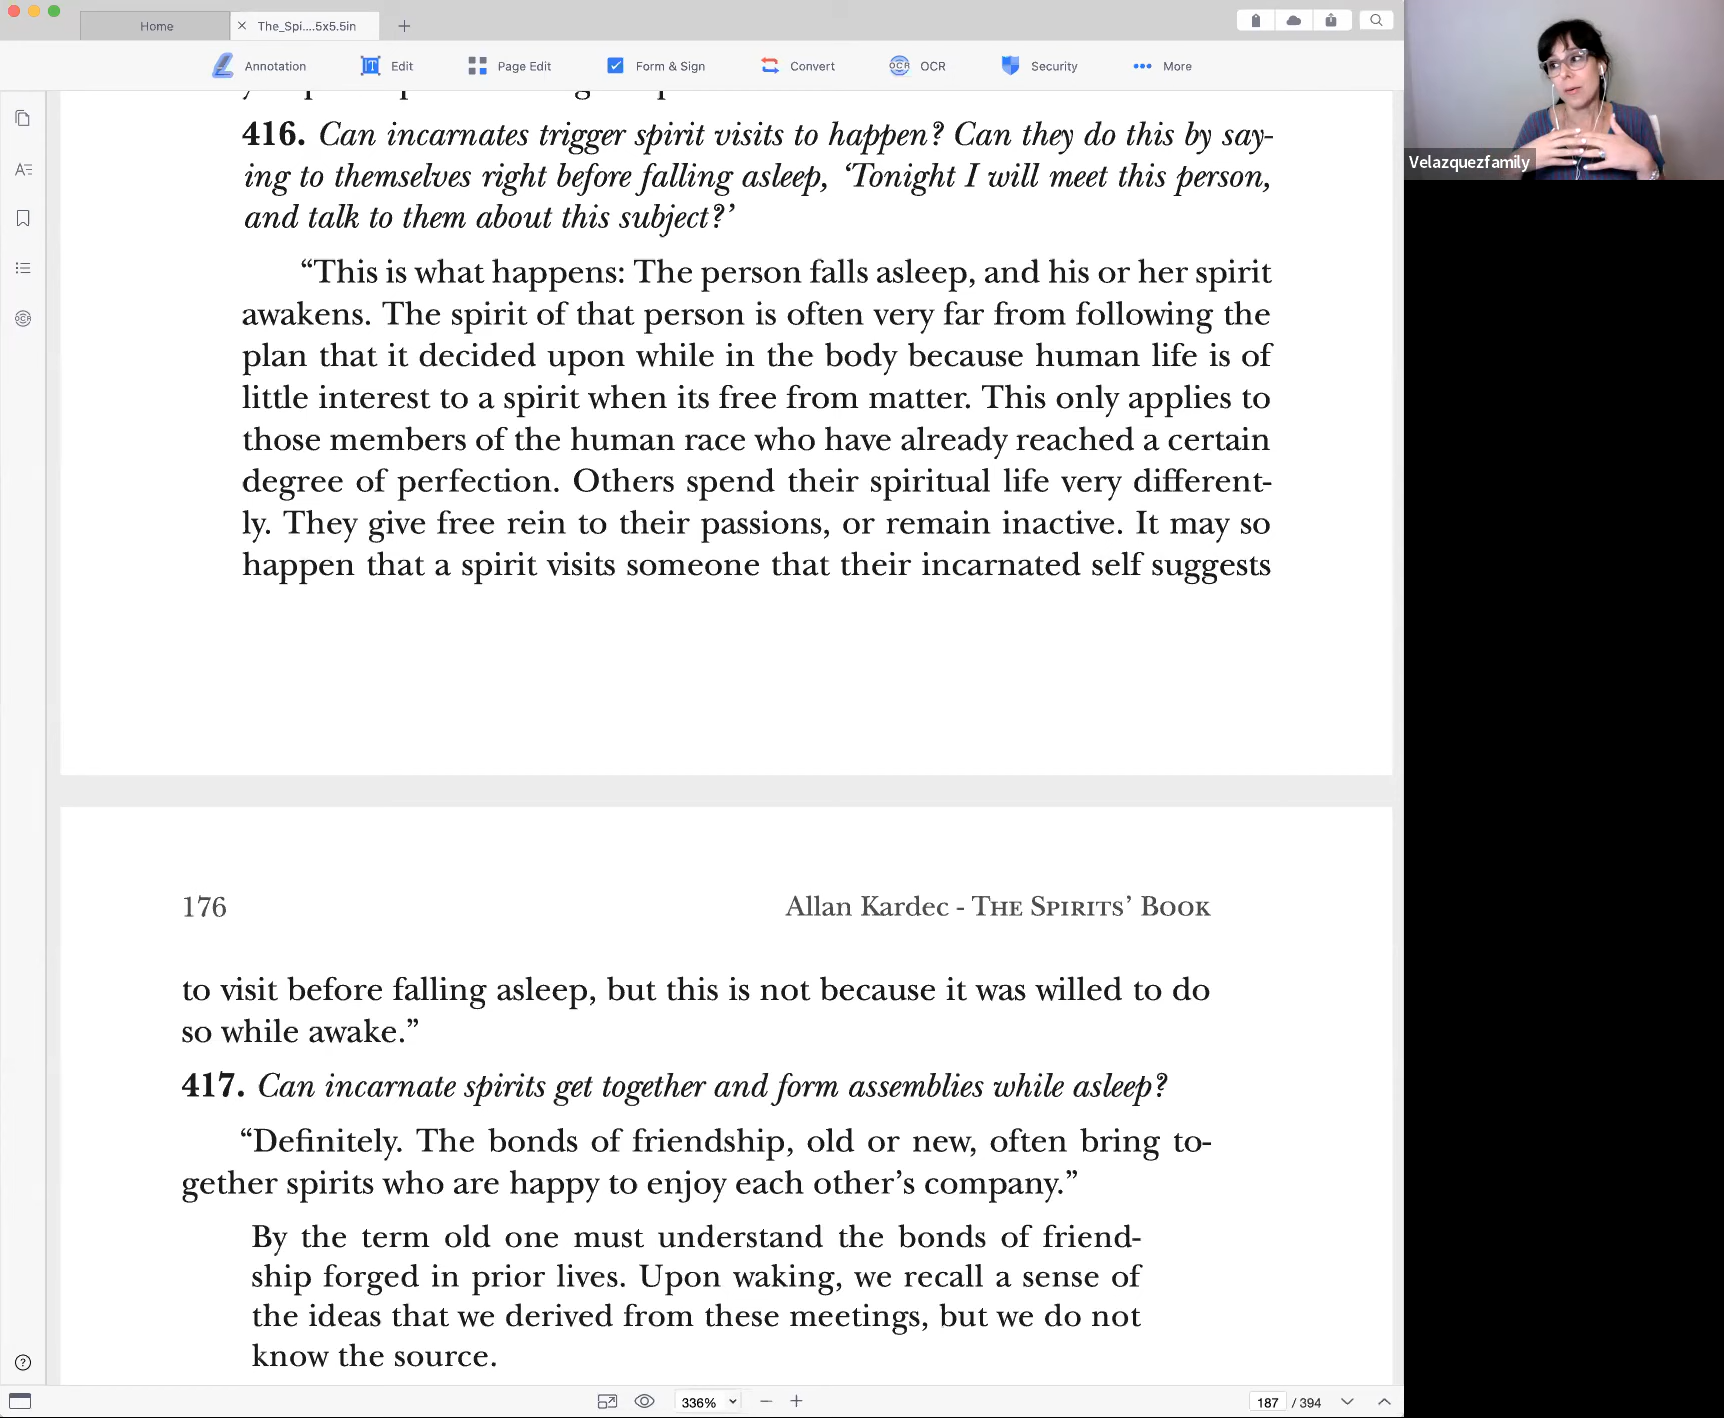 Home
The_Spi....5x5.5in
Annotation
Edit
Page Edit
Form & Sign
Convert
OCR
OCR
Security
More
Velazquezfamily
416. Can incarnates trigger spirit visits to happen? Can they do this by say-
ing to themselves right before falling asleep, ‘Tonight I will meet this person,
and talk to them about this subject?’
“This is what happens: The person falls asleep, and his or her spirit
awakens. The spirit of that person is often very far from following the
plan that it decided upon while in the body because human life is of
little interest to a spirit when its free from matter. This only applies to
those members of the human race who have already reached a certain
degree of perfection. Others spend their spiritual life very different-
ly. They give free rein to their passions, or remain inactive. It may so
happen that a spirit visits someone that their incarnated self suggests
176
Allan Kardec - THE SPIRITS’ BOOK
to visit before falling asleep, but this is not because it was willed to do
so while awake.”
417. Can incarnate spirits get together and form assemblies while asleep?
“Definitely. The bonds of friendship, old or new, often bring to-
gether spirits who are happy to enjoy each other’s company.”
By the term old one must understand the bonds of friend-
ship forged in prior lives. Upon waking, we recall a sense of
the ideas that we derived from these meetings, but we do not
know the source.
336%
187 / 394